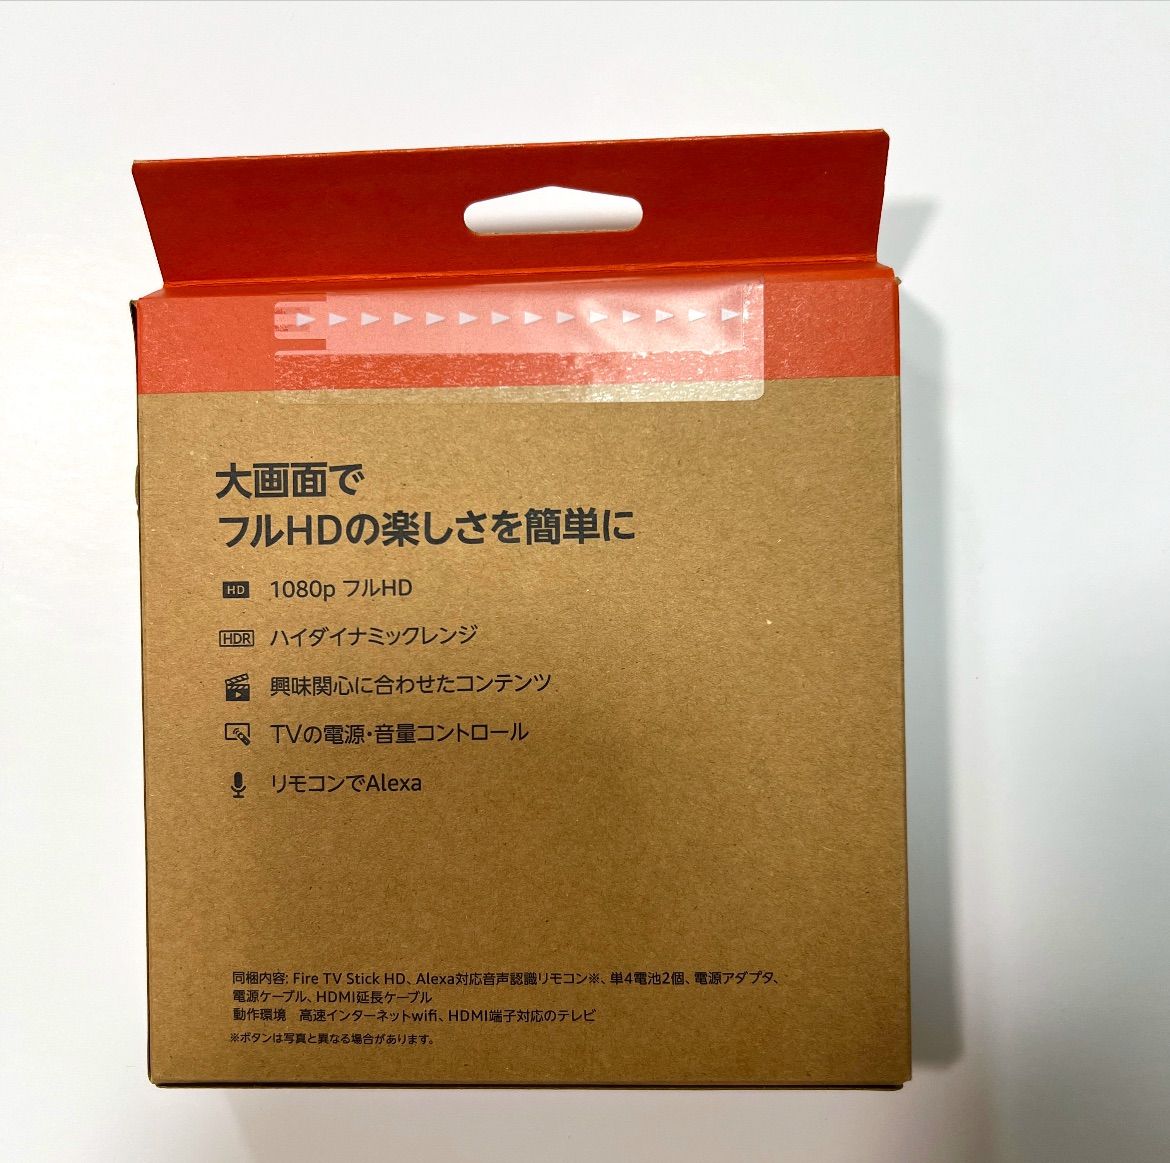 大画面で
フルHDの楽しさを簡単に
HD 1080p フルHD
HDR ハイダイナミックレンジ
興味関心に合わせたコンテンツ
TVの電源・音量コントロール
リモコンでAlexa
同梱内容: Fire TV Stick HD、Alexa対応音声認識リモコン※、単4電池2個、電源アダプタ、
電源ケーブル、HDMI延長ケーブル
動作環境 高速インターネットwifi、HDMI端子対応のテレビ
※ボタンは写真と異なる場合があります。